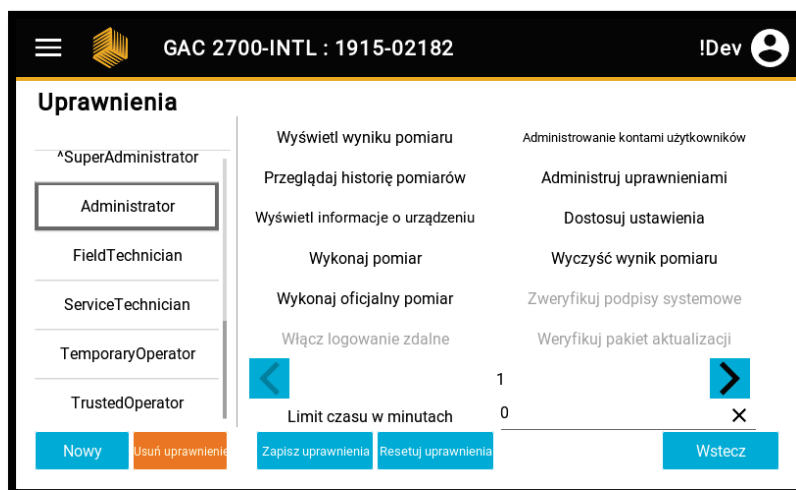 GAC 2700-INTL : 1915-02182
!Dev
Uprawnienia
^SuperAdministrator
Administrator
FieldTechnician
ServiceTechnician
TemporaryOperator
TrustedOperator
Wyświetl wyniku pomiaru
Administrowanie kontami użytkowników
Przeglądaj historię pomiarów
Administruj uprawnieniami
Wyświetl informacje o urządzeniu
Dostosuj ustawienia
Wykonaj pomiar
Wyczyść wynik pomiaru
Wykonaj oficjalny pomiar
Zweryfikuj podpisy systemowe
Włącz logowanie zdalne
Weryfikuj pakiet aktualizacji
1
Limit czasu w minutach
0
Nowy
Usuń uprawnienie
Zapisz uprawnienia
Resetuj uprawnienia
Wstecz